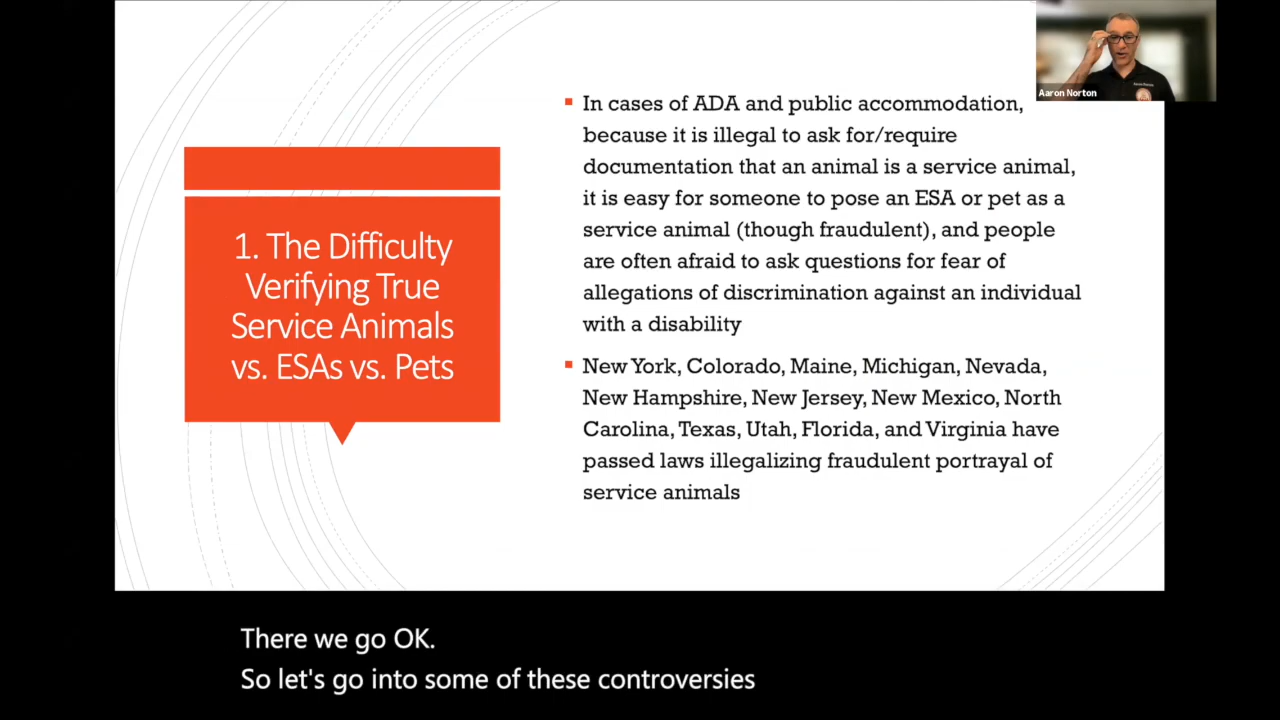 Aaron Norton
1. The Difficulty
Verifying True
Service Animals
vs. ESAs vs. Pets
In cases of ADA and public accommodation,
because it is illegal to ask for/require
documentation that an animal is a service animal,
it is easy for someone to pose an ESA or pet as a
service animal (though fraudulent), and people
are often afraid to ask questions for fear of
allegations of discrimination against an individual
with a disability
New York, Colorado, Maine, Michigan, Nevada,
New Hampshire, New Jersey, New Mexico, North
Carolina, Texas, Utah, Florida, and Virginia have
passed laws illegalizing fraudulent portrayal of
service animals
There we go OK.
So let's go into some of these controversies